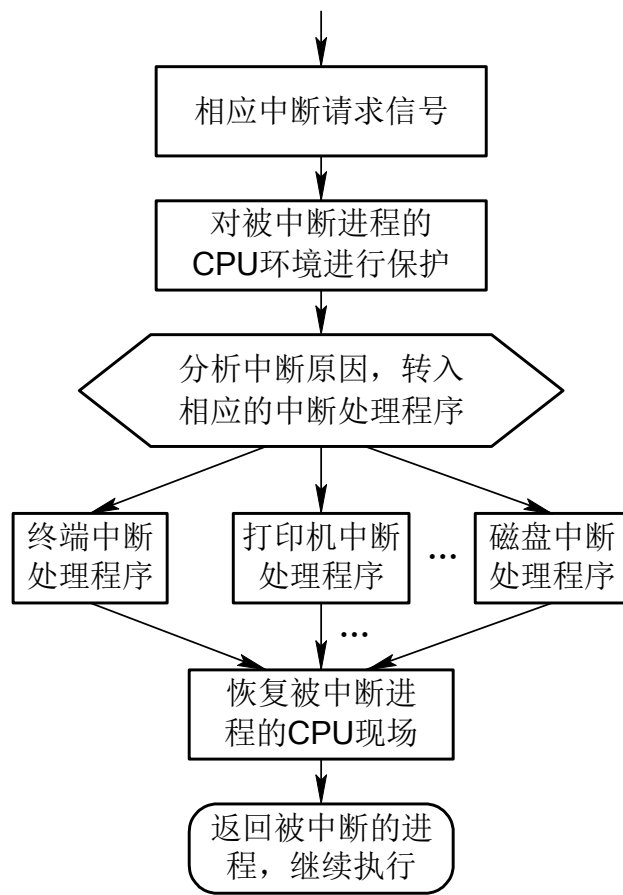 相应中断请求信号
对被中断进程的
CPU环境进行保护
分析中断原因，转入
相应的中断处理程序
终端中断
处理程序
打印机中断
处理程序
…
磁盘中断
处理程序
…
恢复被中断进
程的CPU现场
返回被中断的进
程，继续执行